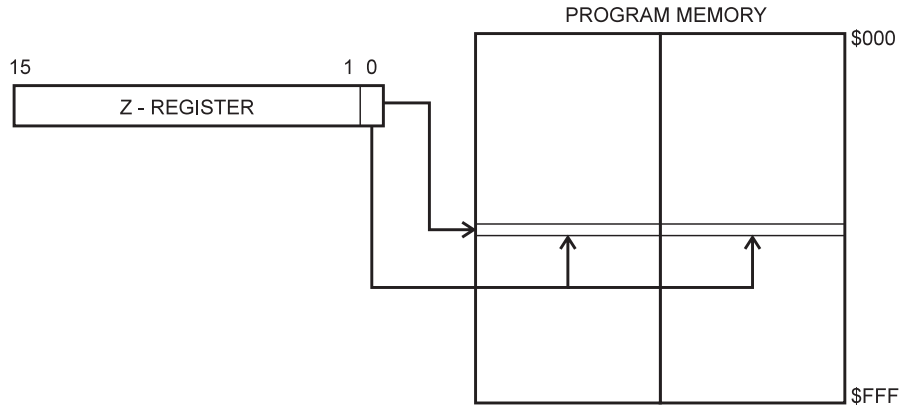 PROGRAM MEMORY
$000
15
1 0
Z - REGISTER
$FFF